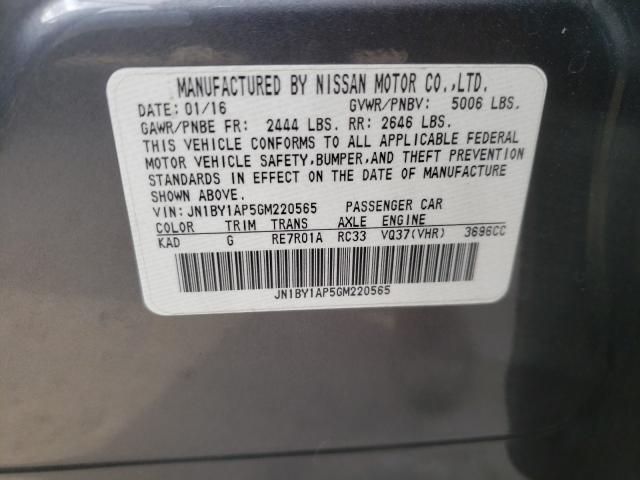 MANUFACTURED BY NISSAN MOTOR CO.,LTD.
DATE: 01/16 GVWR/PNBV: 5006 LBS.
GAWR/PNBE FR: 2444 LBS. RR: 2646 LBS.
THIS VEHICLE CONFORMS TO ALL APPLICABLE FEDERAL
MOTOR VEHICLE SAFETY,BUMPER,AND THEFT PREVENTION
STANDARDS IN EFFECT ON THE DATE OF MANUFACTURE
SHOWN ABOVE.
VIN: JN1BY1AP5GM220565 PASSENGER CAR
COLOR TRIM TRANS AXLE ENGINE
KAD G RE7R01A RC33 VQ37(VHR) 3696CC
JN1BY1AP5GM220565